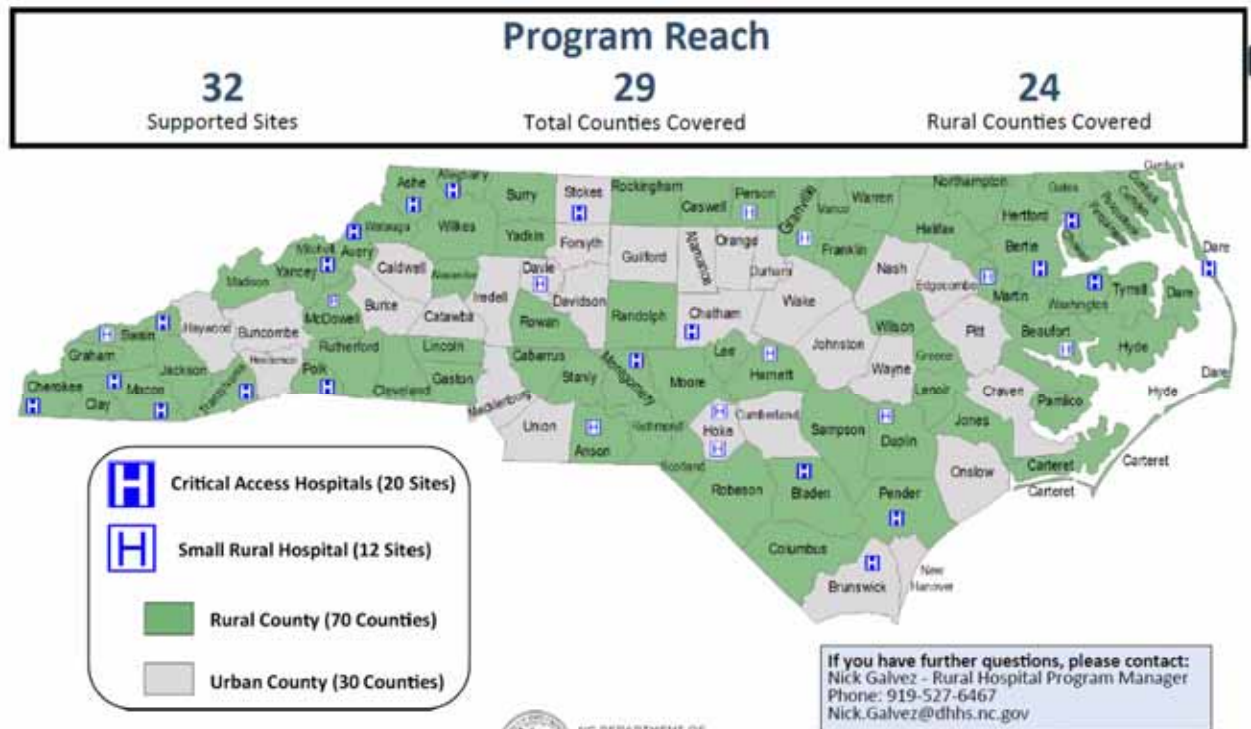 Program Reach
32 29 24
Supported Sites Total Counties Covered Rural Counties Covered
Ashe Alleghany Surry Stokes Rockingham Caswell Person Granville Vance Warren Northampton Gates
Watauga Wilkes Yadkin Forsyth Guilford Alamance Orange Durham Franklin Halifax Hertford Bertie
Mitchell Avery Yancey Madison Caldwell Alexander Iredell Davie Davidson Randolph Chatham Wake Nash Edgecombe Martin Washington Tyrrell Dare Dare
Swain Haywood Buncombe McDowell Burke Catawba Rowan Johnston Wilson Pitt Beaufort Hyde
Graham Jackson Henderson Rutherford Lincoln Cabarrus Stanly Montgomery Moore Lee Harnett Wayne Greene Lenoir Craven Pamlico Hyde Dare
Cherokee Clay Macon Transylvania Polk Cleveland Gaston Mecklenburg Union Anson Richmond Hoke Cumberland Sampson Duplin Jones Carteret Carteret Carteret
Scotland Robeson Bladen Pender Onslow
Columbus Brunswick New
Hanover
Critical Access Hospitals (20 Sites)
Small Rural Hospital (12 Sites)
Rural County (70 Counties)
Urban County (30 Counties)
If you have further questions, please contact:
Nick Galvez - Rural Hospital Program Manager
Phone: 919-527-6467
Nick.Galvez@dhhs.nc.gov